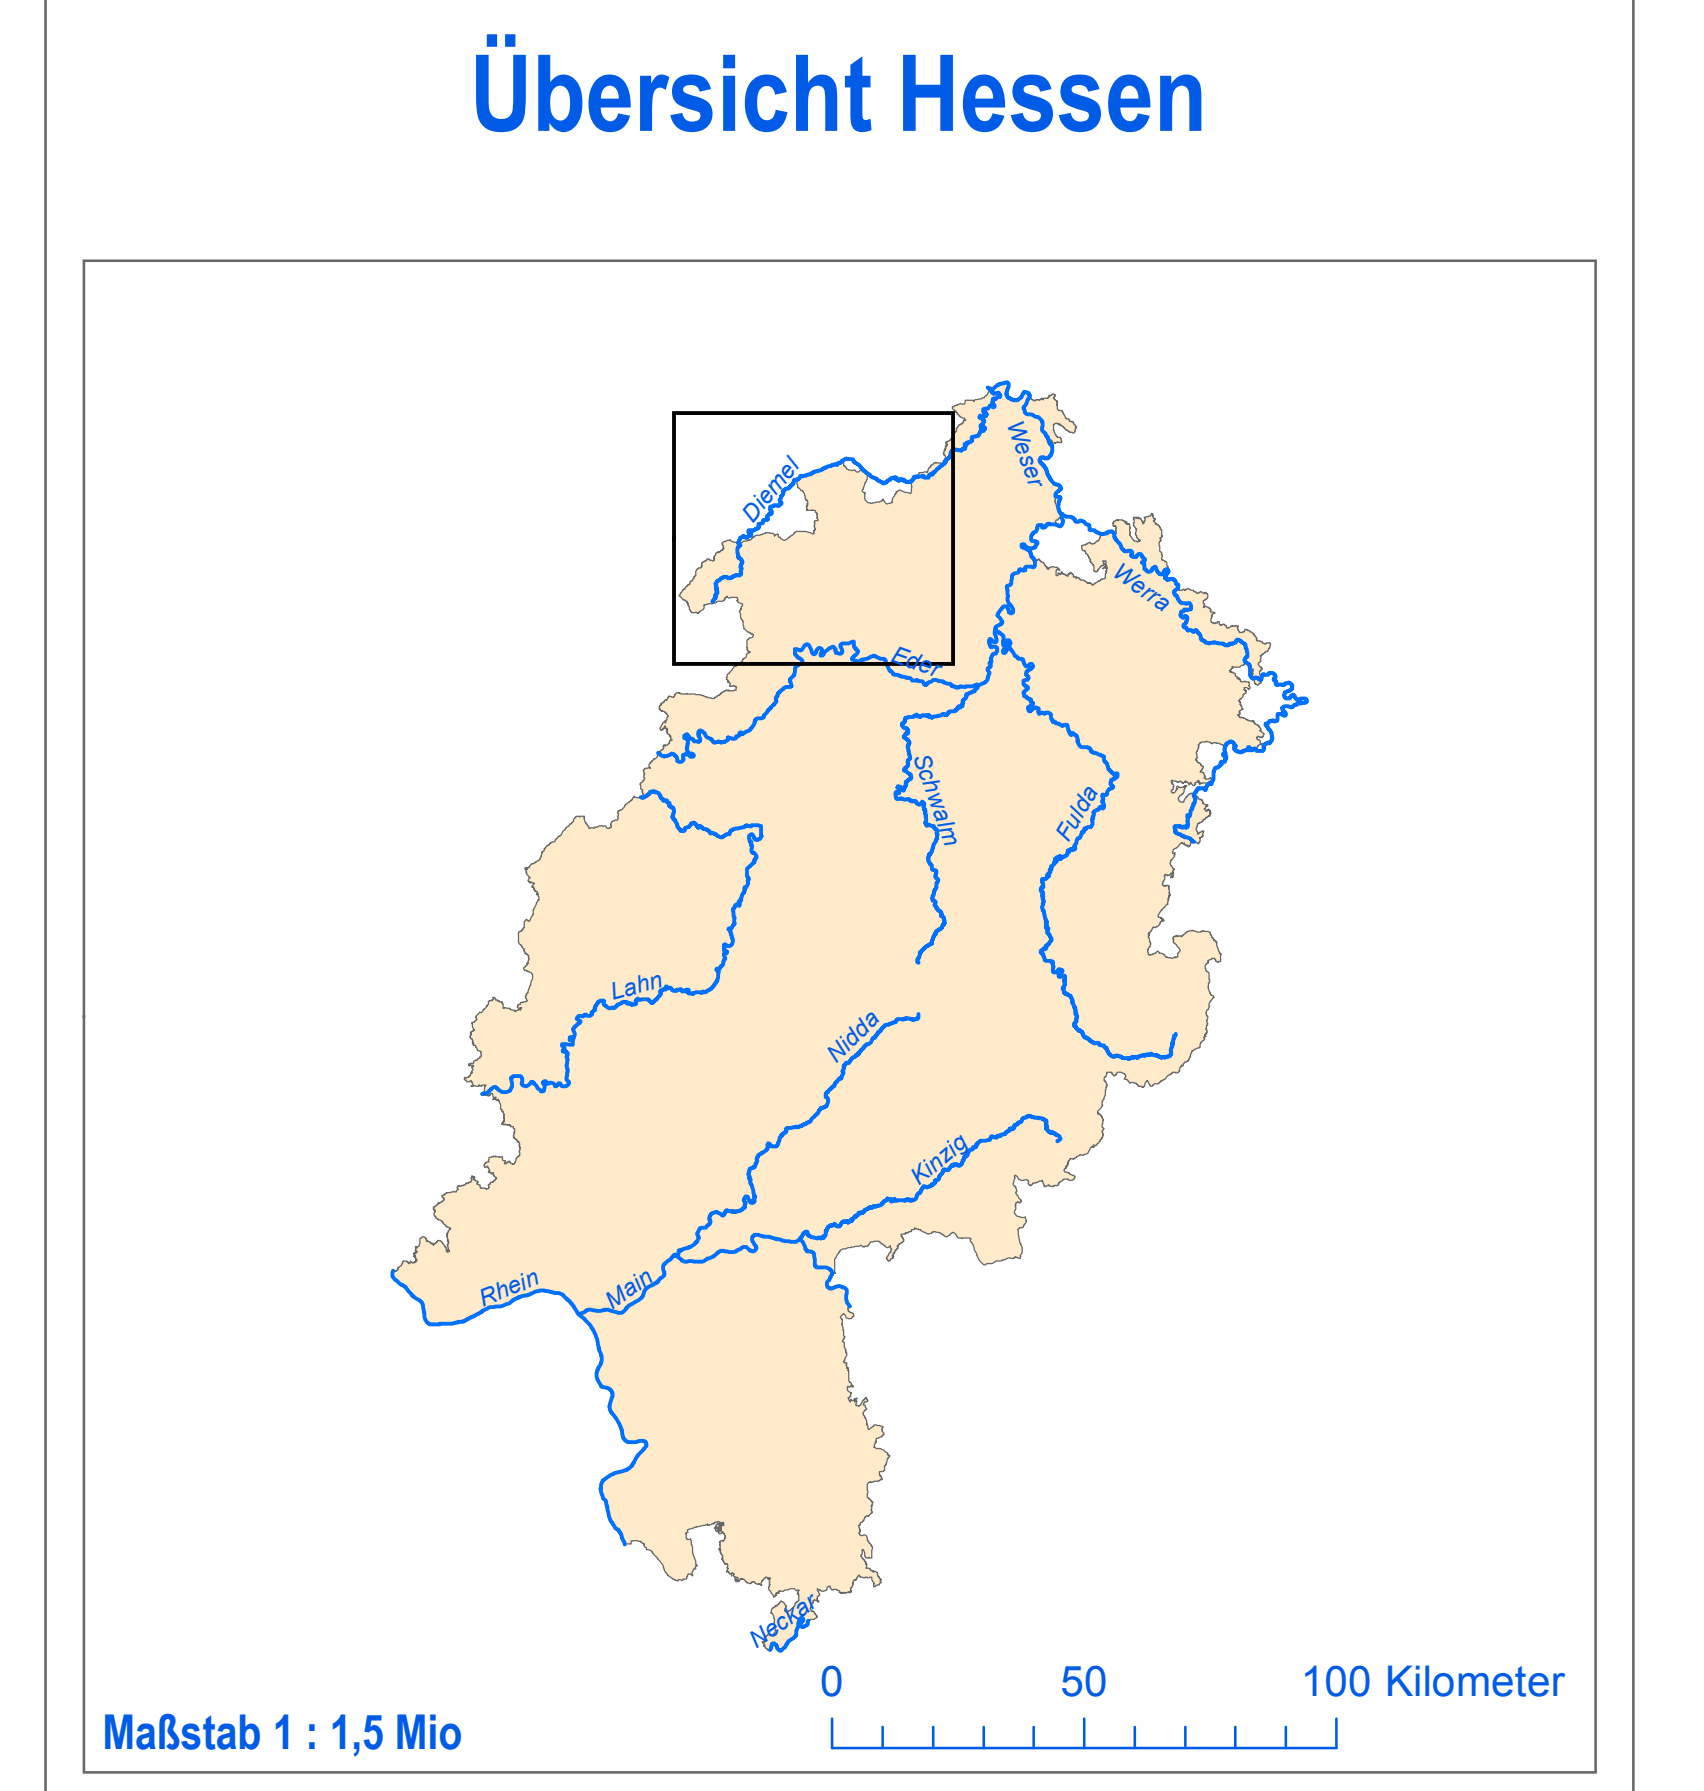 Übersicht Hessen
Weser
Diemel
Werra
Eder
Schwalm
Fulda
Lahn
Nidda
Kinzig
Rhein
Main
Neckar
0 50 100 Kilometer
Maßstab 1 : 1,5 Mio